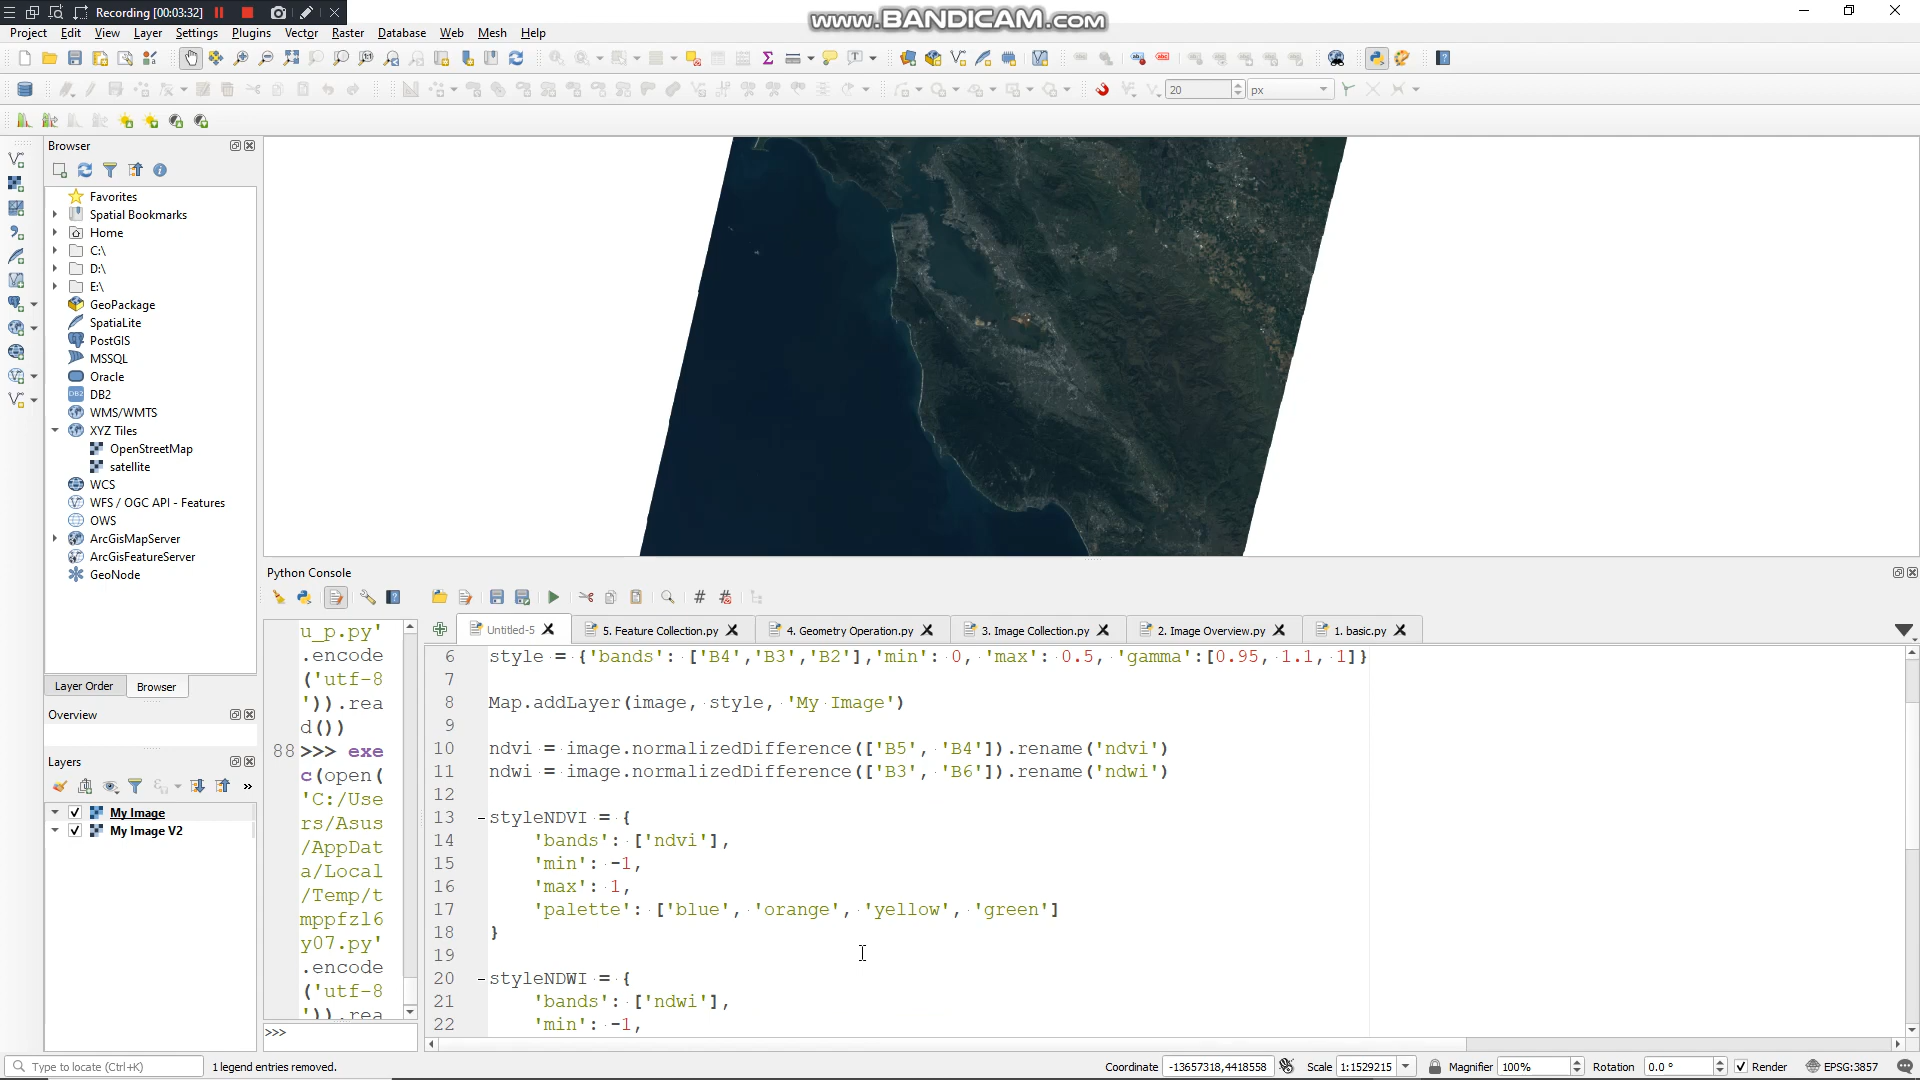 Recording [00:03:32]
www.BANDICAM.com
Project Edit View Layer Settings Plugins Vector Raster Database Web Mesh Help
20 px
Browser
Favorites
Spatial Bookmarks
Home
C:\
D:\
E:\
GeoPackage
SpatiaLite
PostGIS
MSSQL
Oracle
DB2
WMS/WMTS
XYZ Tiles
OpenStreetMap
satellite
WCS
WFS / OGC API - Features
OWS
ArcGisMapServer
ArcGisFeatureServer
GeoNode
Layer Order Browser
Overview
Layers
My Image
My Image V2
Python Console
u_p.py'
.encode
('utf-8
')).rea
d())
88 >>> exe
c(open(
'C:/Use
rs/Asus
/AppDat
a/Local
/Temp/t
mppfzl6
y07.py'
.encode
('utf-8
')).rea
>>>
Untitled-5 5. Feature Collection.py 4. Geometry Operation.py 3. Image Collection.py 2. Image Overview.py 1. basic.py
6 style = {'bands': ['B4','B3','B2'],'min': 0, 'max': 0.5, 'gamma':[0.95, 1.1, 1]}
7
8 Map.addLayer(image, style, 'My Image')
9
10 ndvi = image.normalizedDifference(['B5', 'B4']).rename('ndvi')
11 ndwi = image.normalizedDifference(['B3', 'B6']).rename('ndwi')
12
13 styleNDVI = {
14 'bands': ['ndvi'],
15 'min': -1,
16 'max': 1,
17 'palette': ['blue', 'orange', 'yellow', 'green']
18 }
19
20 styleNDWI = {
21 'bands': ['ndwi'],
22 'min': -1,
Type to locate (Ctrl+K) 1 legend entries removed. Coordinate -13657318,4418558 Scale 1:1529215 Magnifier 100% Rotation 0.0 ° Render EPSG:3857